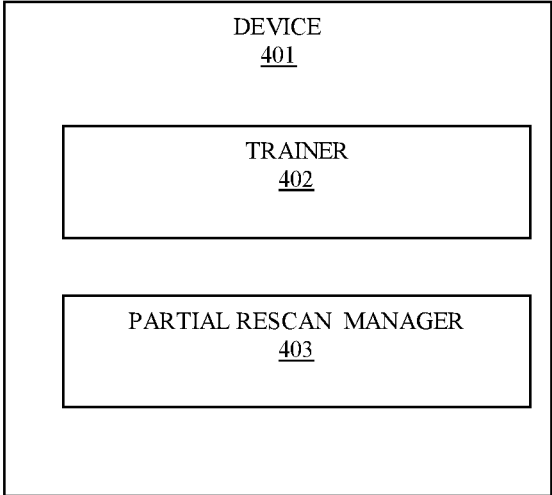 DEVICE
401
TRAINER
402
PARTIAL RESCAN MANAGER
403